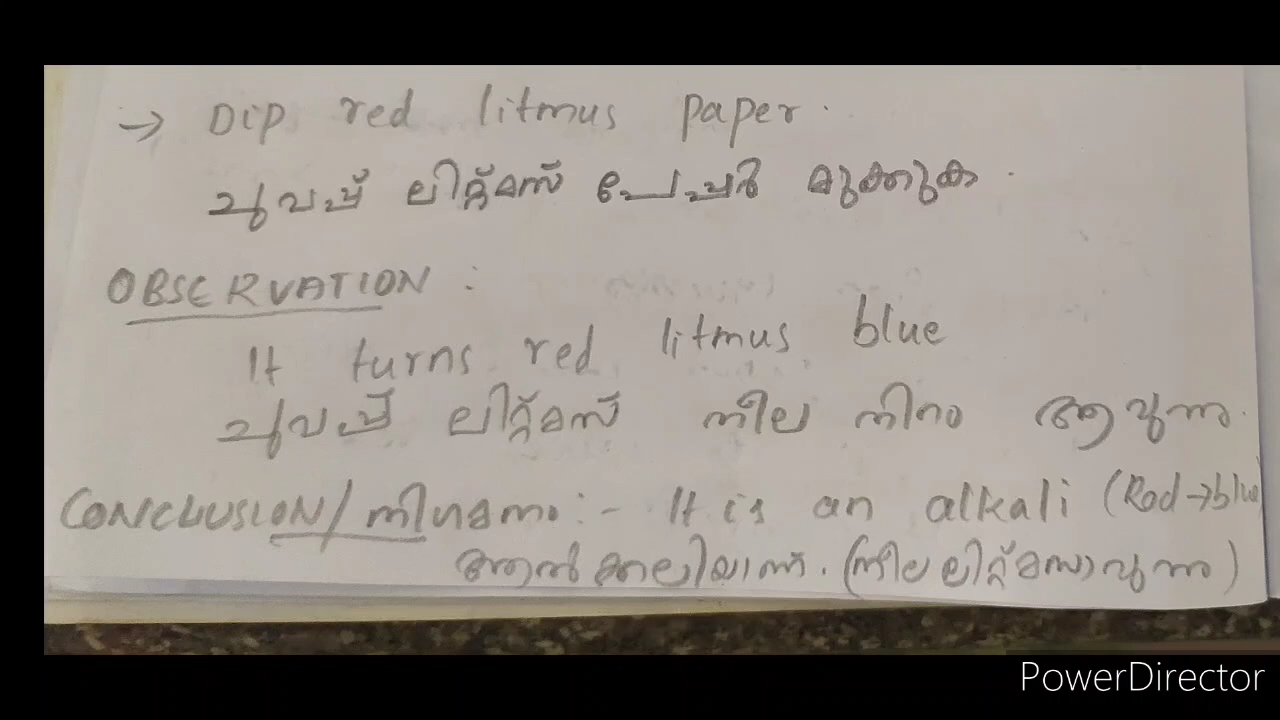 → Dip red litmus paper.
ചുവപ്പ് ലിറ്റ്മസ് പേപ്പർ മുക്കുക.
OBSERVATION :
It turns red litmus blue
ചുവപ്പ് ലിറ്റ്മസ് നീല നിറം ആവുന്നു.
CONCLUSION/നിഗമനം :- It is an alkali (Red→blue)
ആൽക്കലിയാണ്. (നീല ലിറ്റ്മസാവുന്നു)
PowerDirector